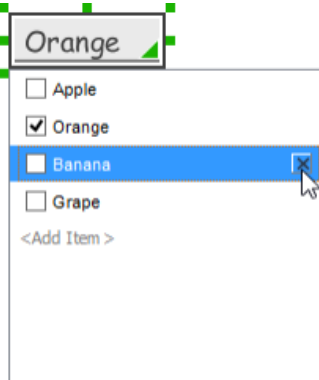 Orange
Apple
Orange
Banana
Grape
<Add Item >